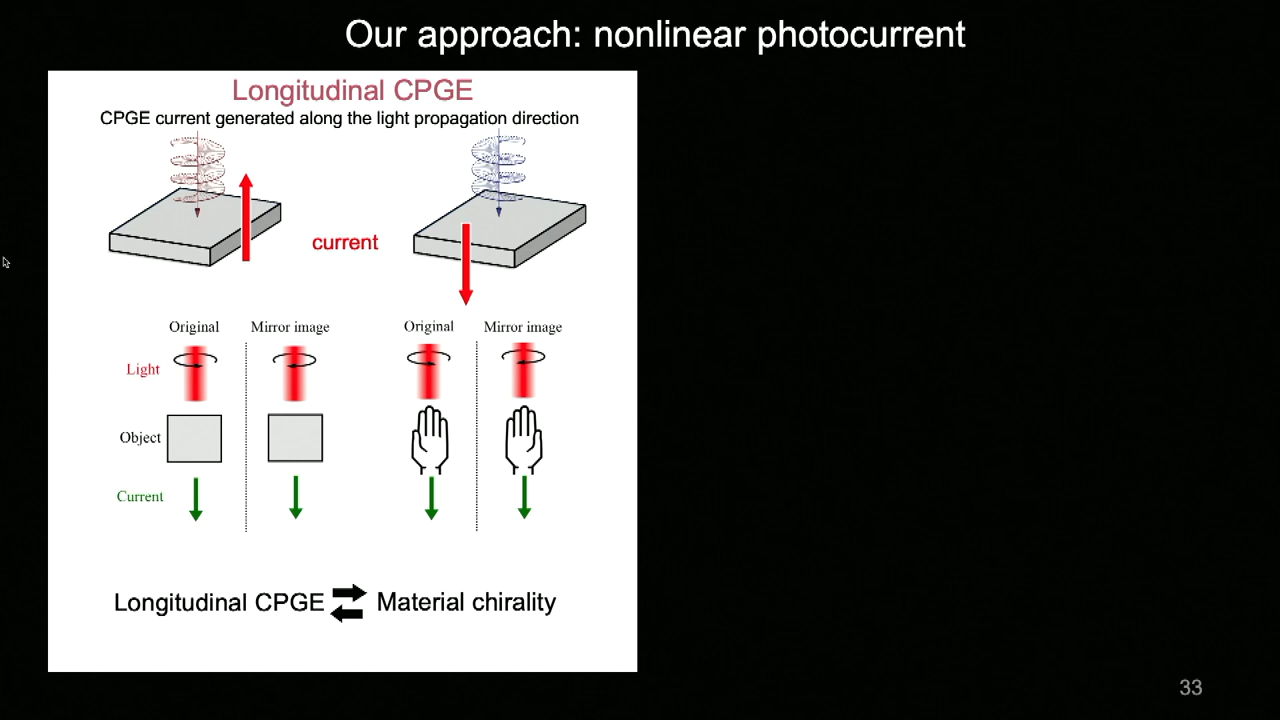 Our approach: nonlinear photocurrent
Longitudinal CPGE
CPGE current generated along the light propagation direction
current
Original Mirror image Original Mirror image
Light
Object
Current
Longitudinal CPGE Material chirality
33